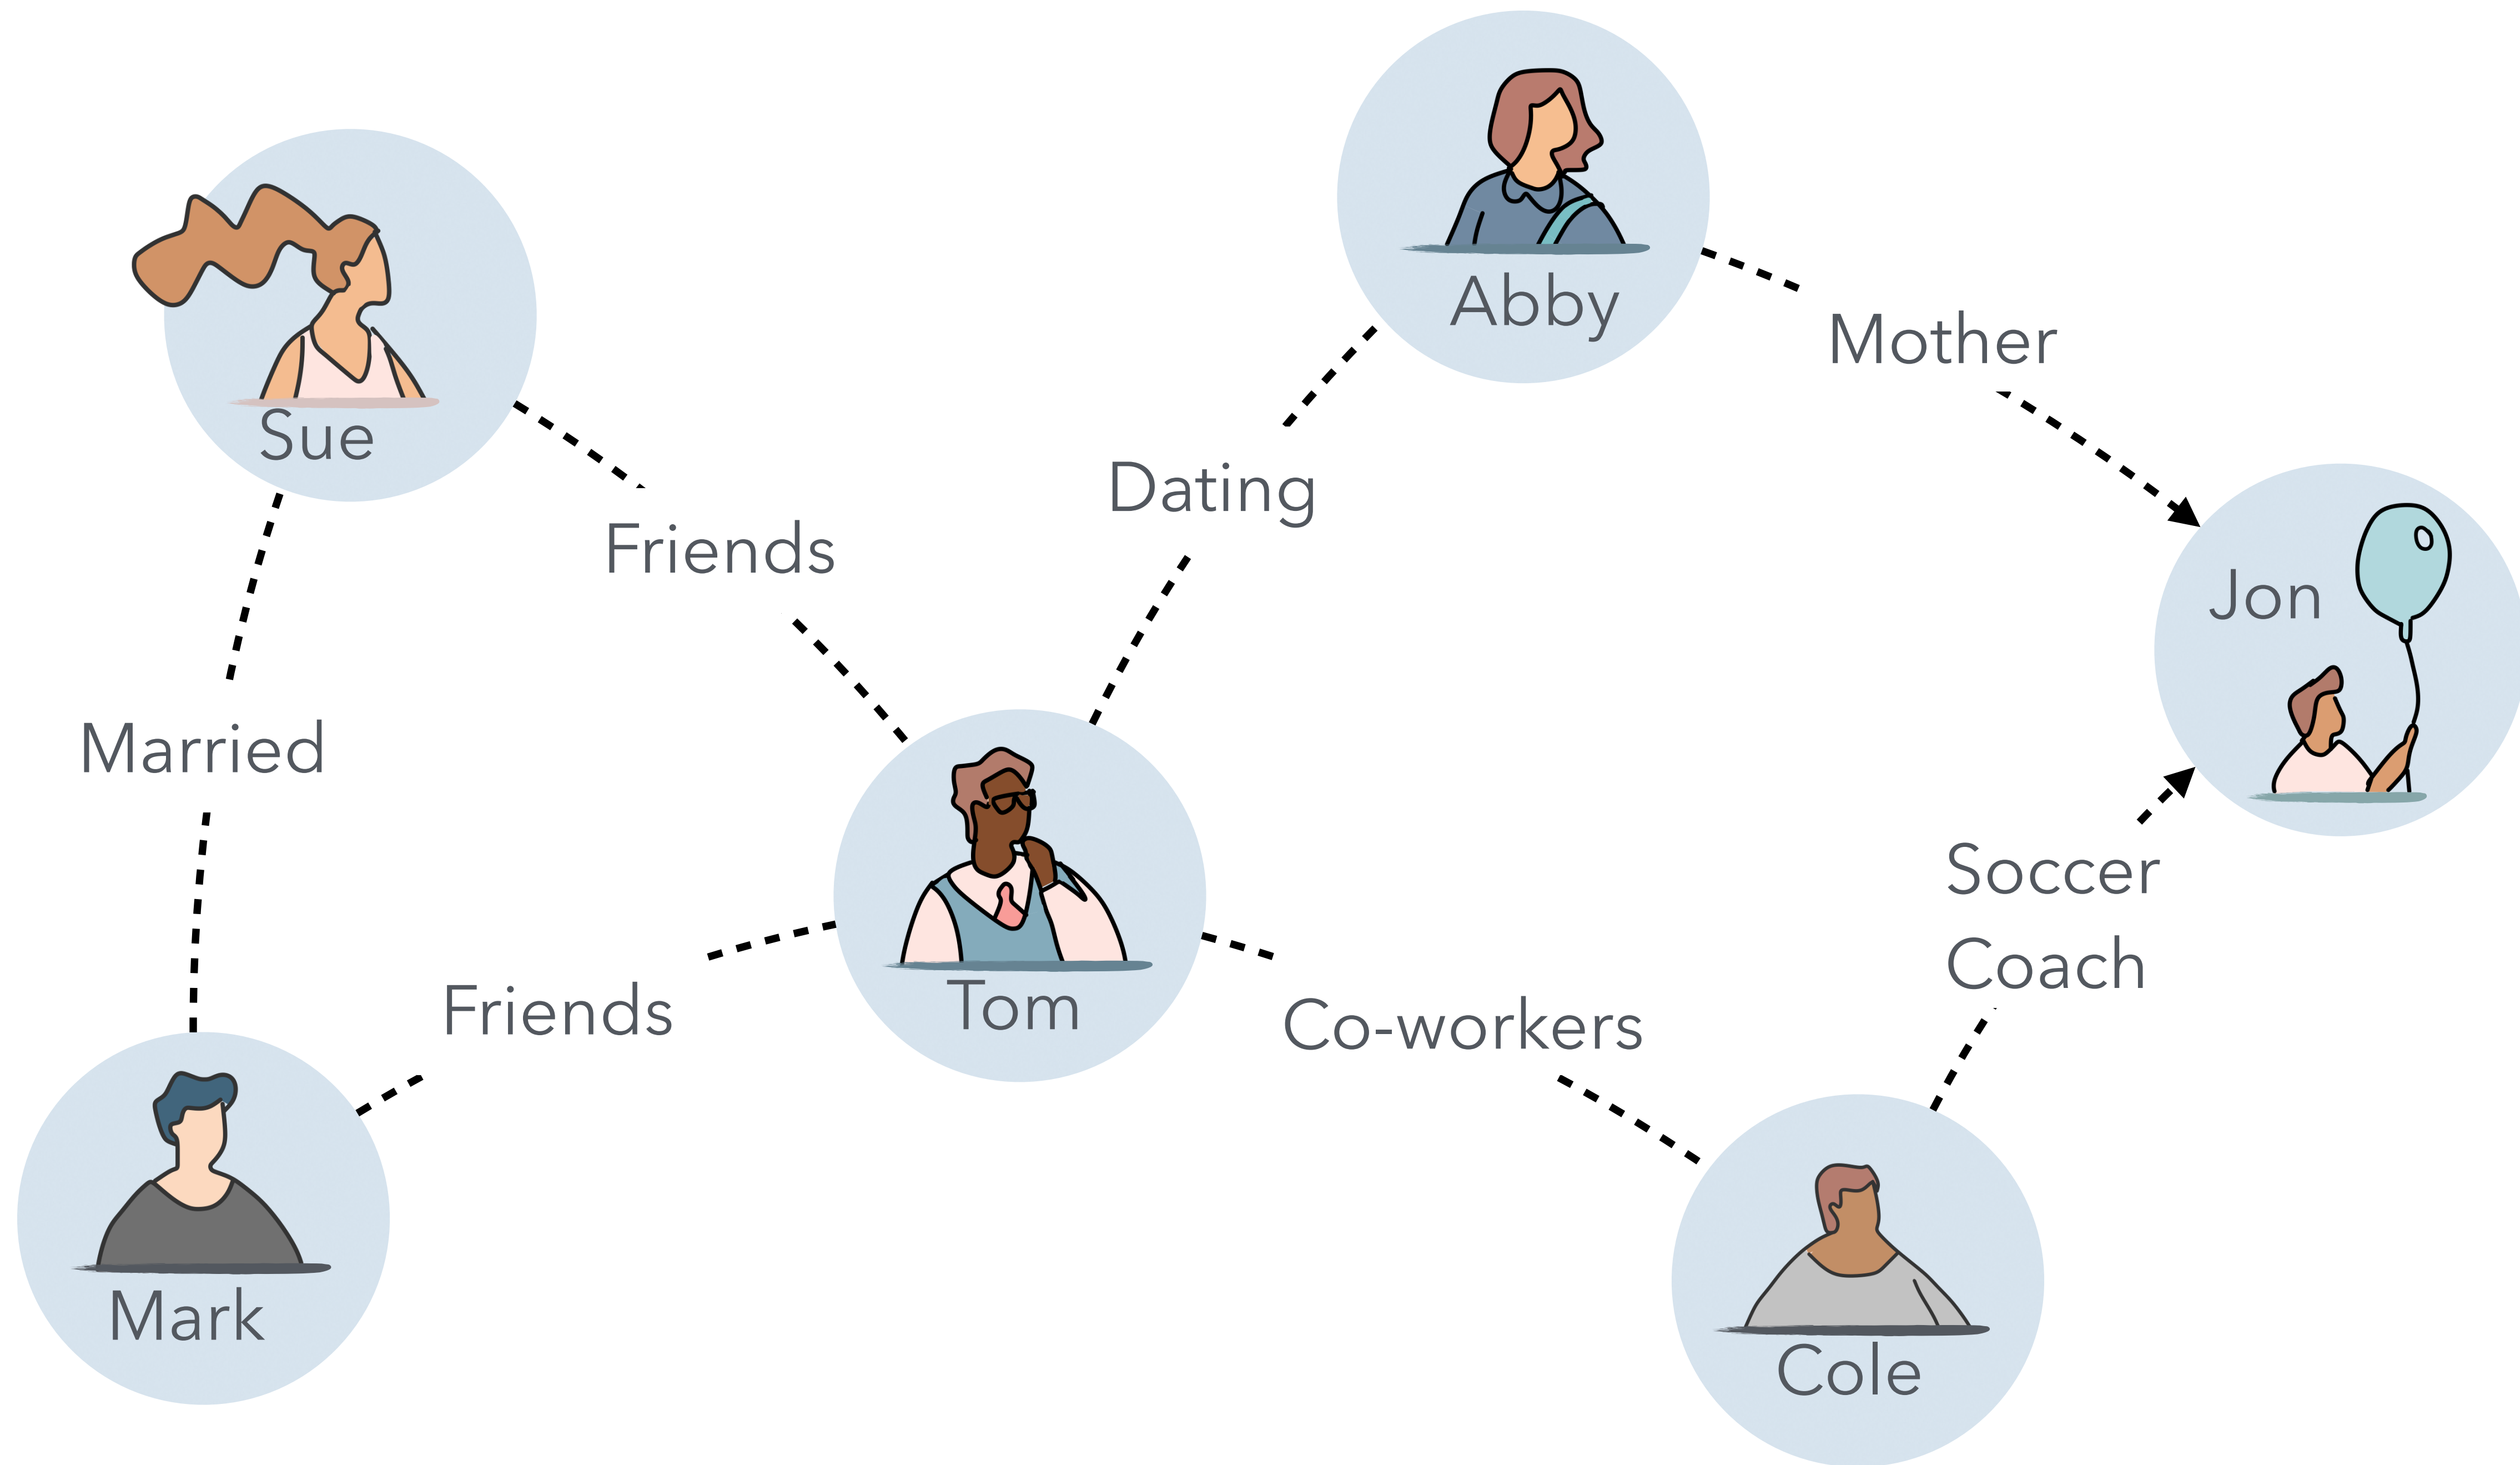 Abby
Mother
Sue
Dating
Friends
Jon
Married
Soccer
Coach
Friends
Tom
Co-workers
Mark
Cole